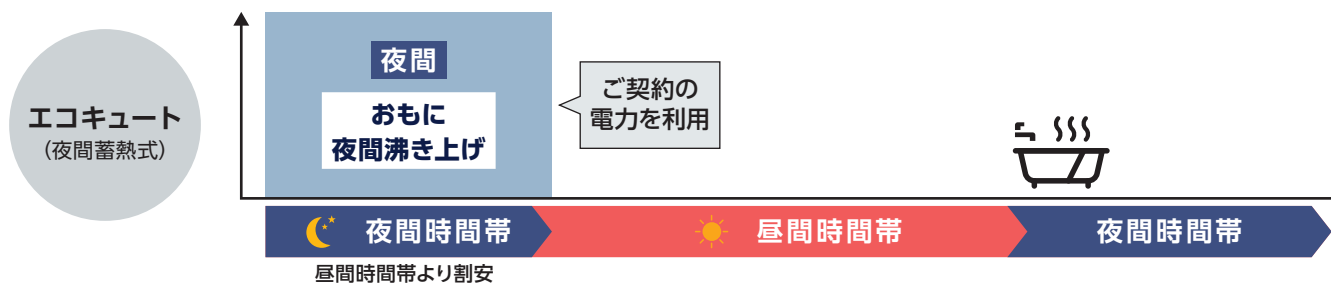 エコキュート
(夜間蓄熱式)
夜間
おもに
夜間沸き上げ
ご契約の
電力を利用
夜間時間帯
昼間時間帯
夜間時間帯
昼間時間帯より割安